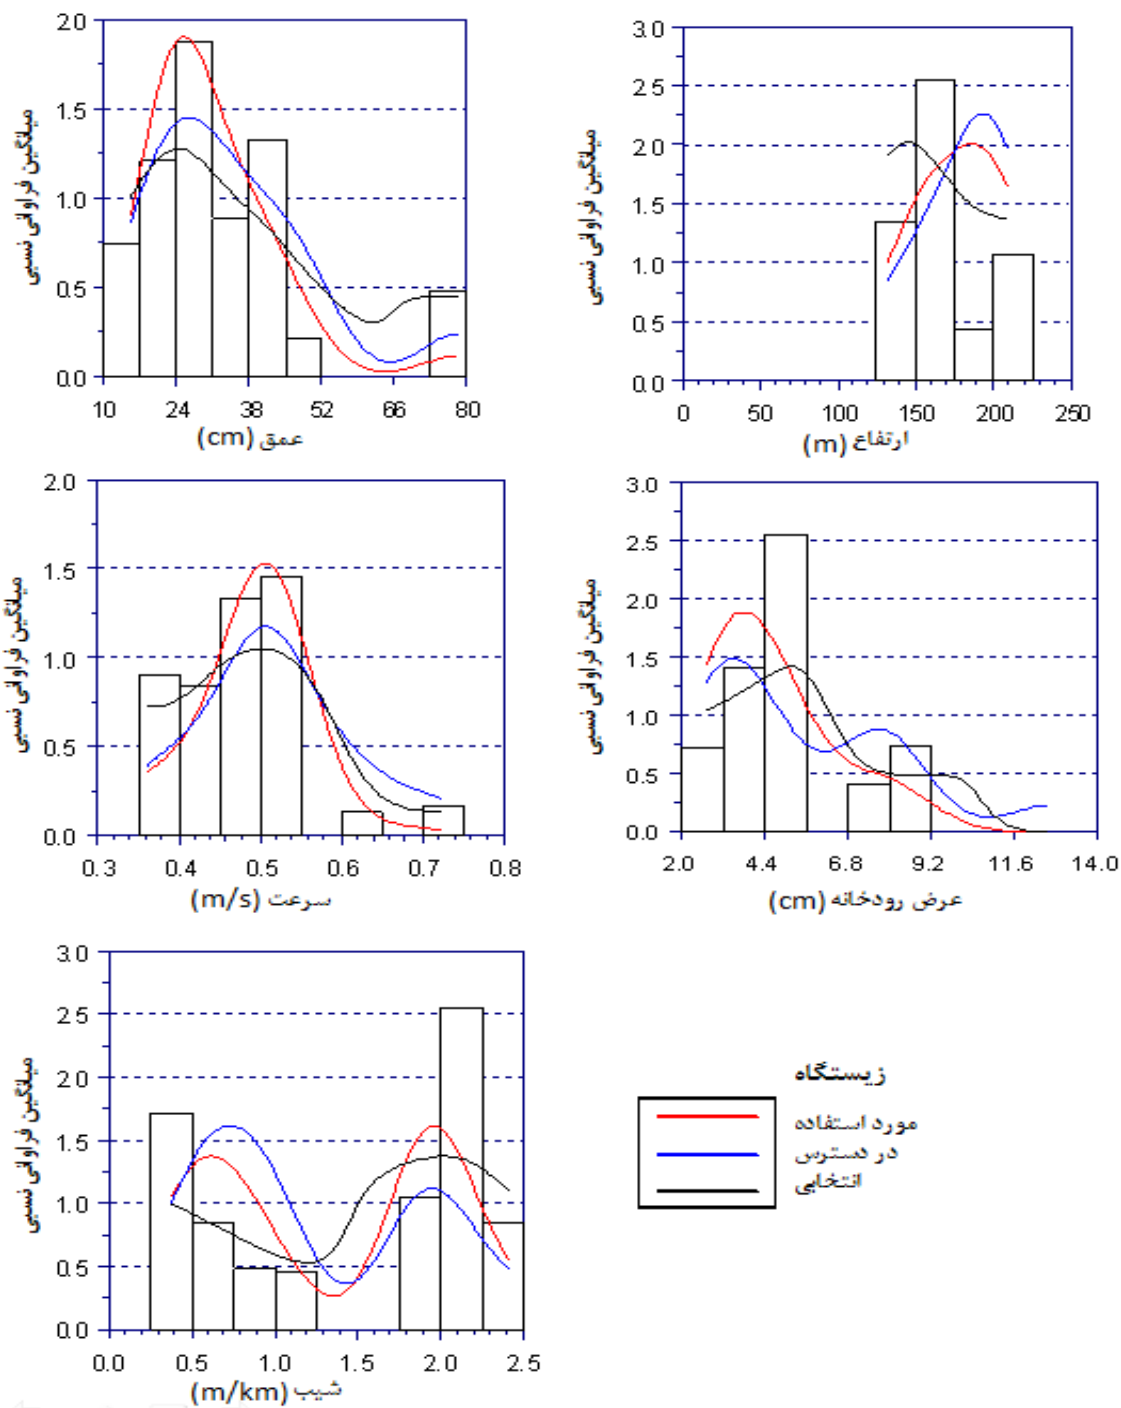 میانگین فراوانی نسبی
2.0
1.5
1.0
0.5
0.0
10 24 38 52 66 80
عمق (cm)
میانگین فراوانی نسبی
3.0
2.5
2.0
1.5
1.0
0.5
0.0
0 50 100 150 200 250
ارتفاع (m)
میانگین فراوانی نسبی
2.0
1.5
1.0
0.5
0.0
0.3 0.4 0.5 0.6 0.7 0.8
سرعت (m/s)
میانگین فراوانی نسبی
3.0
2.5
2.0
1.5
1.0
0.5
0.0
2.0 4.4 6.8 9.2 11.6 14.0
عرض رودخانه (cm)
میانگین فراوانی نسبی
3.0
2.5
2.0
1.5
1.0
0.5
0.0
0.0 0.5 1.0 1.5 2.0 2.5
شیب (m/km)
زیستگاه
مورد استفاده
در دسترس
انتخابی